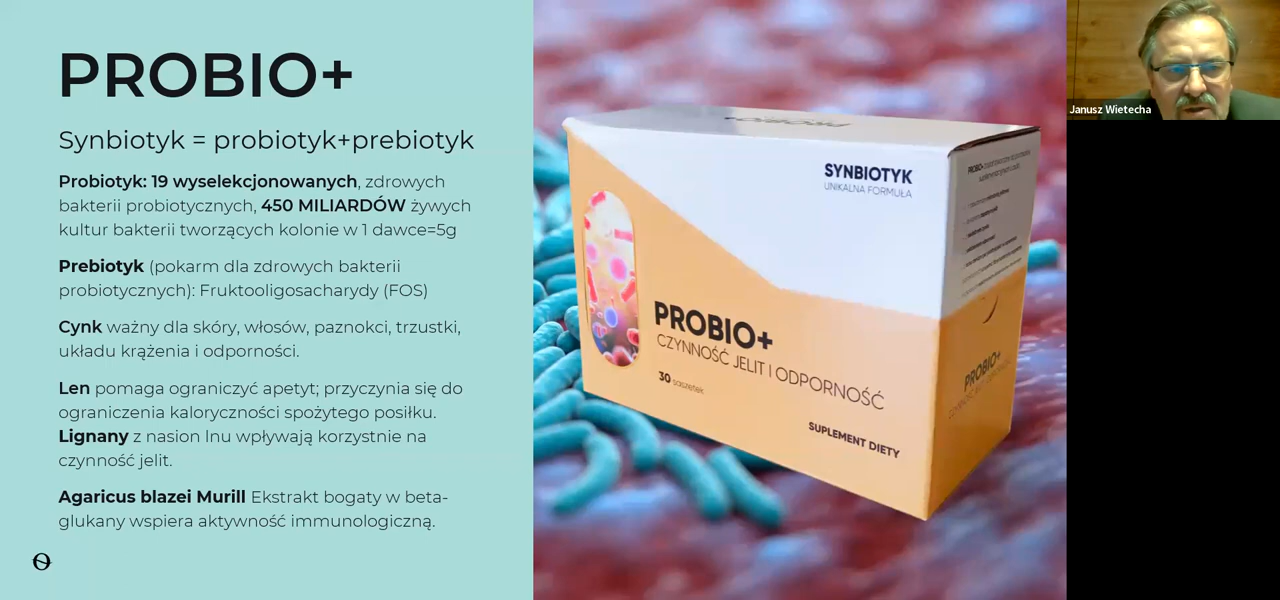 PROBIO+
Synbiotyk = probiotyk+prebiotyk
Probiotyk: 19 wyselekcjonowanych, zdrowych
bakterii probiotycznych, 450 MILIARDÓW żywych
kultur bakterii tworzących kolonie w 1 dawce=5g
Prebiotyk (pokarm dla zdrowych bakterii
probiotycznych): Fruktooligosacharydy (FOS)
Cynk ważny dla skóry, włosów, paznokci, trzustki,
układu krążenia i odporności.
Len pomaga ograniczyć apetyt; przyczynia się do
ograniczenia kaloryczności spożytego posiłku.
Lignany z nasion lnu wpływają korzystnie na
czynność jelit.
Agaricus blazei Murill Ekstrakt bogaty w beta-
glukany wspiera aktywność immunologiczną.
PROBIO+
SYNBIOTYK
UNIKALNA FORMUŁA
PROBIO+
CZYNNOŚĆ JELIT I ODPORNOŚĆ
30 saszetek
SUPLEMENT DIETY
PROBIO+
Janusz Wietecha